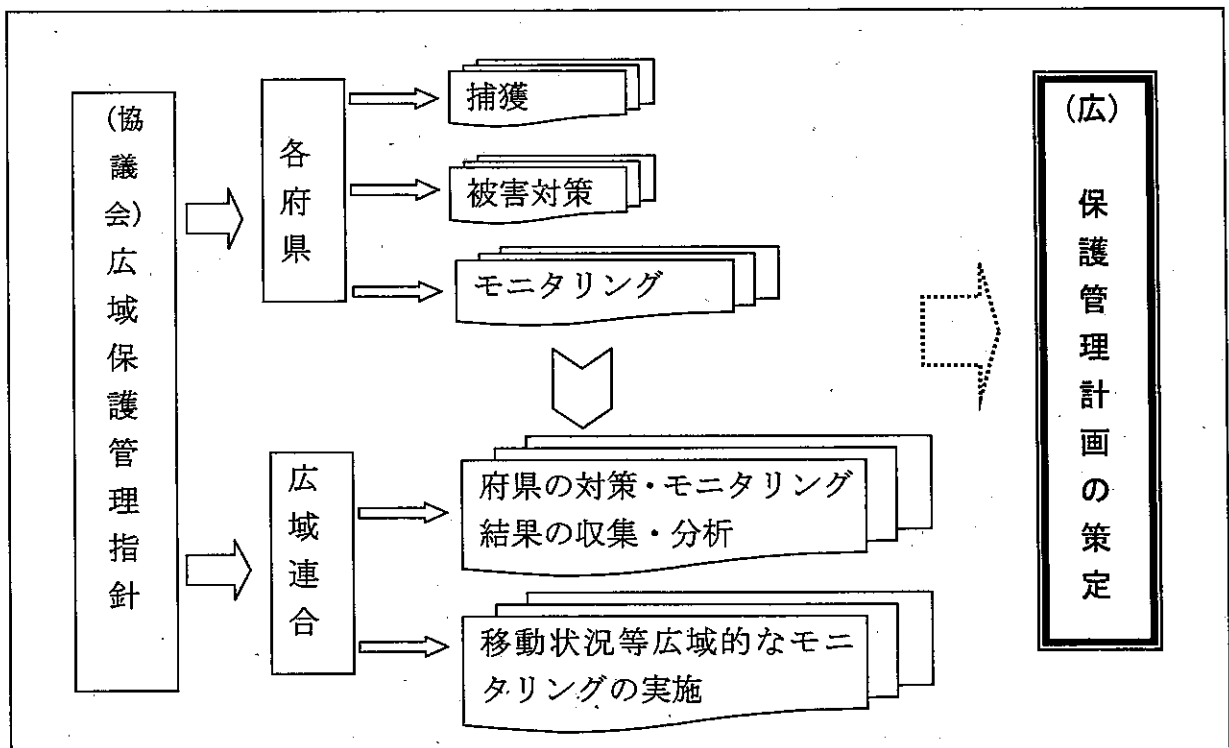 (協議会)広域保護管理指針
各府県
捕獲
被害対策
モニタリング
広域連合
府県の対策・モニタリング
結果の収集・分析
移動状況等広域的なモニ
タリングの実施
(広) 保護管理計画の策定